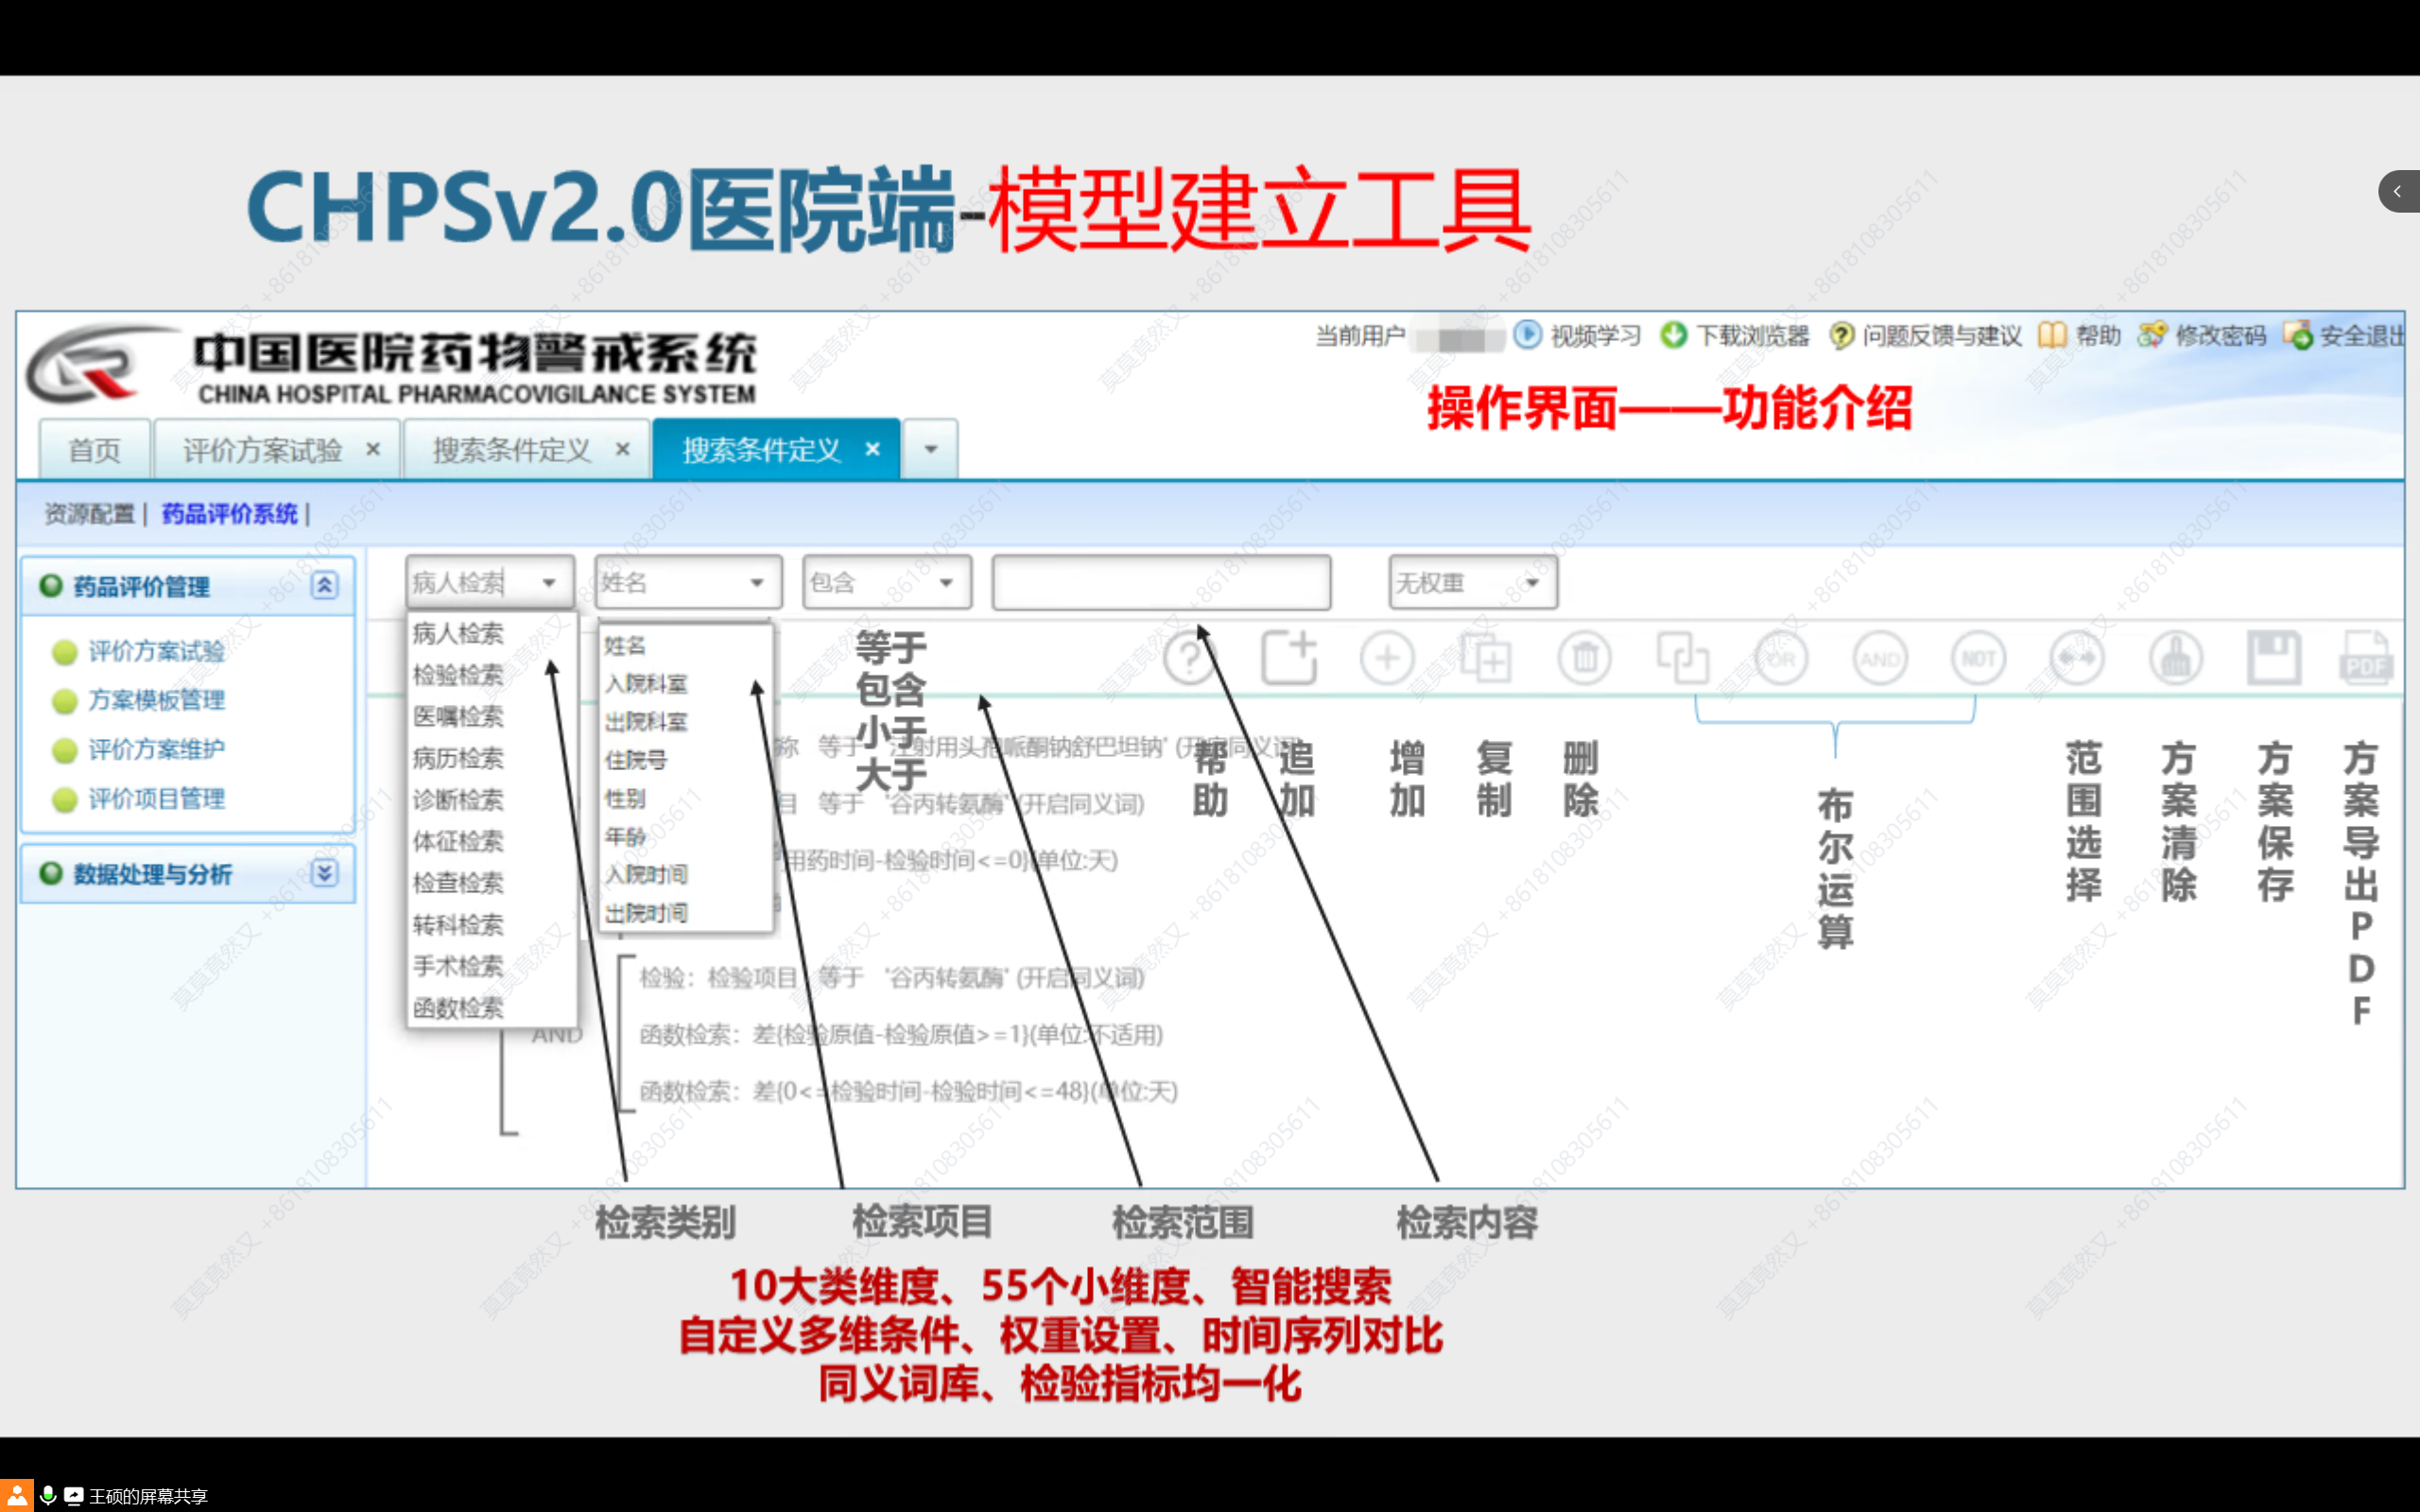 CHPSv2.0医院端-模型建立工具
中国医院药物警戒系统
CHINA HOSPITAL PHARMACOVIGILANCE SYSTEM
当前用户 视频学习 下载浏览器 问题反馈与建议 帮助 修改密码 安全退出
操作界面——功能介绍
首页 评价方案试验 × 搜索条件定义 × 搜索条件定义 ×
资源配置 | 药品评价系统 |
药品评价管理
评价方案试验
方案模板管理
评价方案维护
评价项目管理
数据处理与分析
病人检索 姓名 包含 无权重
病人检索
检验检索
医嘱检索
病历检索
诊断检索
体征检索
检查检索
转科检索
手术检索
函数检索
姓名
入院科室
出院科室
住院号
性别
年龄
入院时间
出院时间
等于
包含
小于
大于
OR AND NOT PDF
帮助
追加
增加
复制
删除
布尔运算
范围选择
方案清除
方案保存
方案导出PDF
称 等于 '注射用头孢哌酮钠舒巴坦钠' (开启同义词)
目 等于 '谷丙转氨酶' (开启同义词)
用药时间-检验时间<=0}(单位:天)
检验：检验项目 等于 '谷丙转氨酶' (开启同义词)
AND
函数检索：差{检验原值-检验原值>=1}(单位:不适用)
函数检索：差{0<=检验时间-检验时间<=48}(单位:天)
检索类别 检索项目 检索范围 检索内容
10大类维度、55个小维度、智能搜索
自定义多维条件、权重设置、时间序列对比
同义词库、检验指标均一化
王硕的屏幕共享
莫莫竟然又 +8618108305611